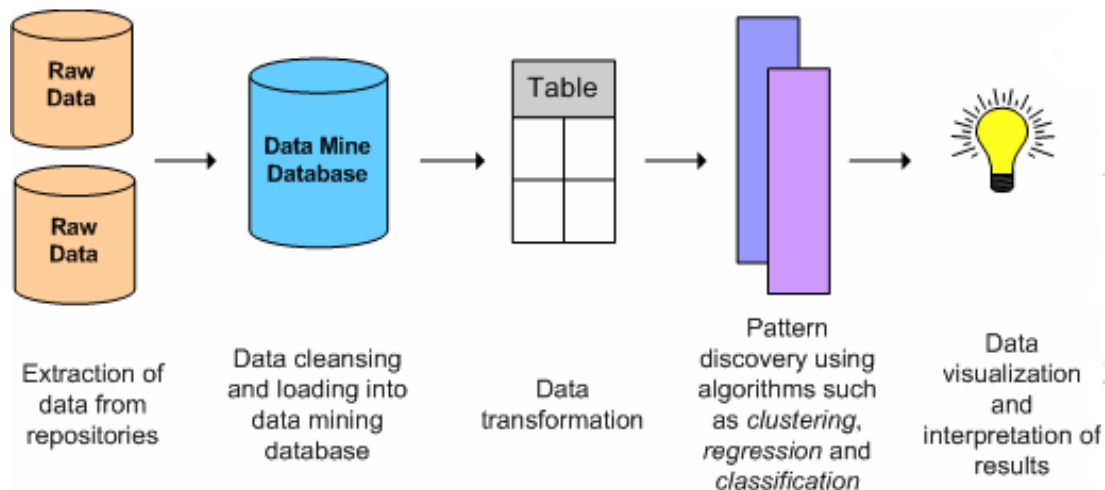 Raw
Data
Raw
Data
Data Mine
Database
Table
Extraction of
data from
repositories
Data cleansing
and loading into
data mining
database
Data
transformation
Pattern
discovery using
algorithms such
as clustering,
regression and
classification
Data
visualization
and
interpretation of
results